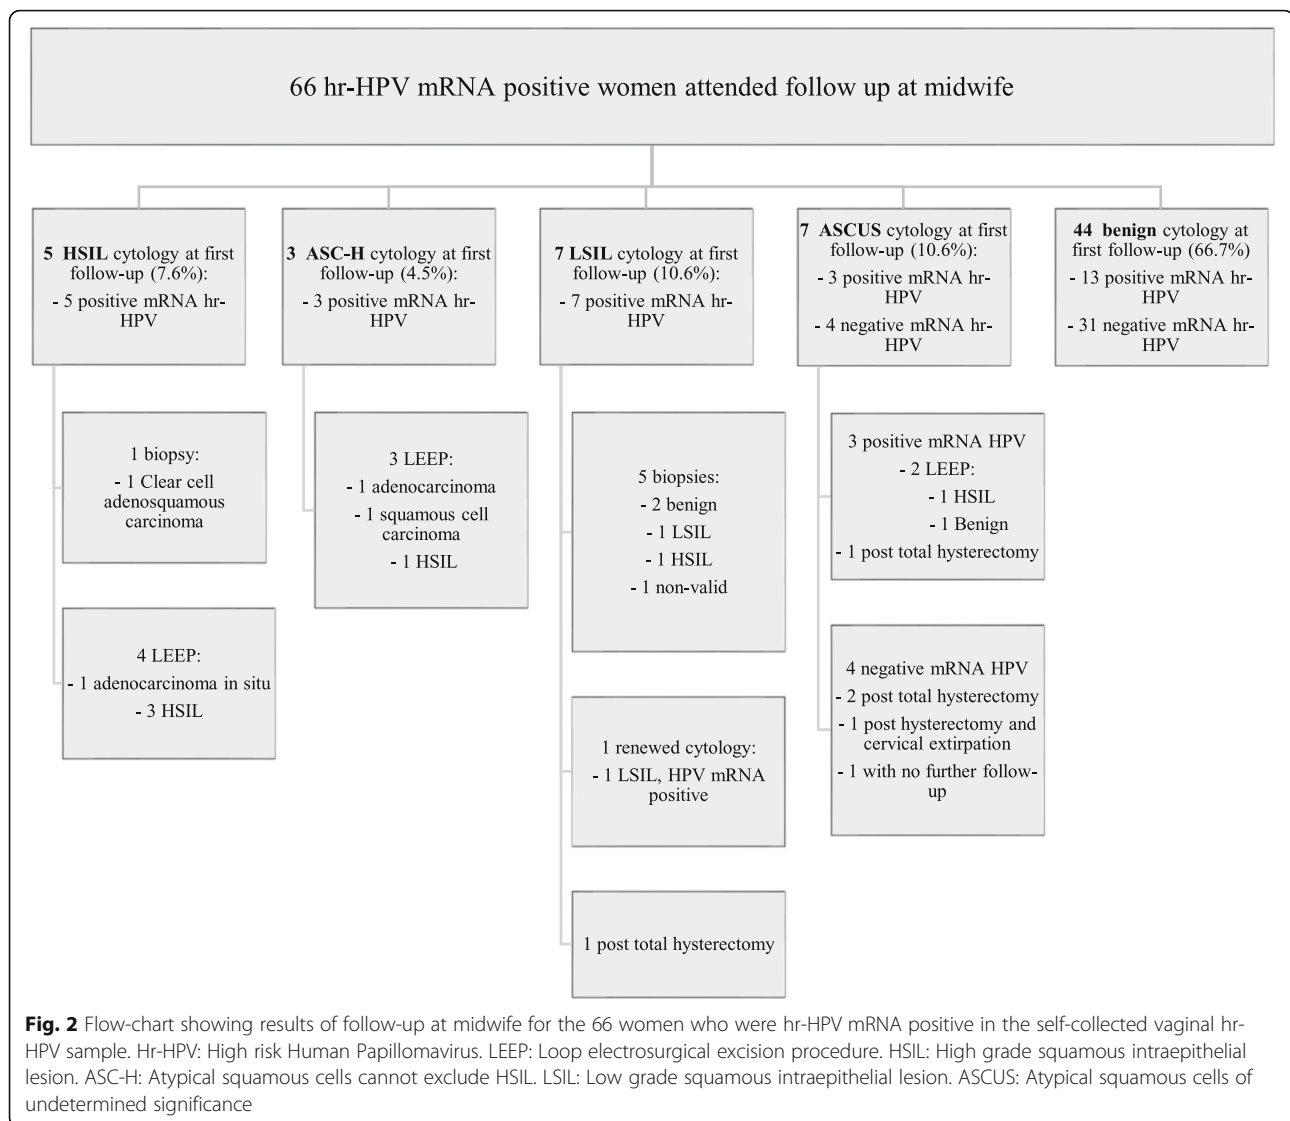 66 hr-HPV mRNA positive women attended follow up at midwife
5 HSIL cytology at first
follow-up (7.6%):
- 5 positive mRNA hr-
HPV
3 ASC-H cytology at first
follow-up (4.5%):
- 3 positive mRNA hr-
HPV
7 LSIL cytology at first
follow-up (10.6%):
- 7 positive mRNA hr-
HPV
7 ASCUS cytology at first
follow-up (10.6%):
- 3 positive mRNA hr-
HPV
- 4 negative mRNA hr-
HPV
44 benign cytology at
first follow-up (66.7%)
- 13 positive mRNA hr-
HPV
- 31 negative mRNA hr-
HPV
1 biopsy:
- 1 Clear cell
adenosquamous
carcinoma
4 LEEP:
- 1 adenocarcinoma in situ
- 3 HSIL
3 LEEP:
- 1 adenocarcinoma
- 1 squamous cell
carcinoma
- 1 HSIL
5 biopsies:
- 2 benign
- 1 LSIL
- 1 HSIL
- 1 non-valid
1 renewed cytology:
- 1 LSIL, HPV mRNA
positive
1 post total hysterectomy
3 positive mRNA HPV
- 2 LEEP:
- 1 HSIL
- 1 Benign
- 1 post total hysterectomy
4 negative mRNA HPV
- 2 post total hysterectomy
- 1 post hysterectomy and
cervical extirpation
- 1 with no further follow-
up
Fig. 2 Flow-chart showing results of follow-up at midwife for the 66 women who were hr-HPV mRNA positive in the self-collected vaginal hr-
HPV sample. Hr-HPV: High risk Human Papillomavirus. LEEP: Loop electrosurgical excision procedure. HSIL: High grade squamous intraepithelial
lesion. ASC-H: Atypical squamous cells cannot exclude HSIL. LSIL: Low grade squamous intraepithelial lesion. ASCUS: Atypical squamous cells of
undetermined significance